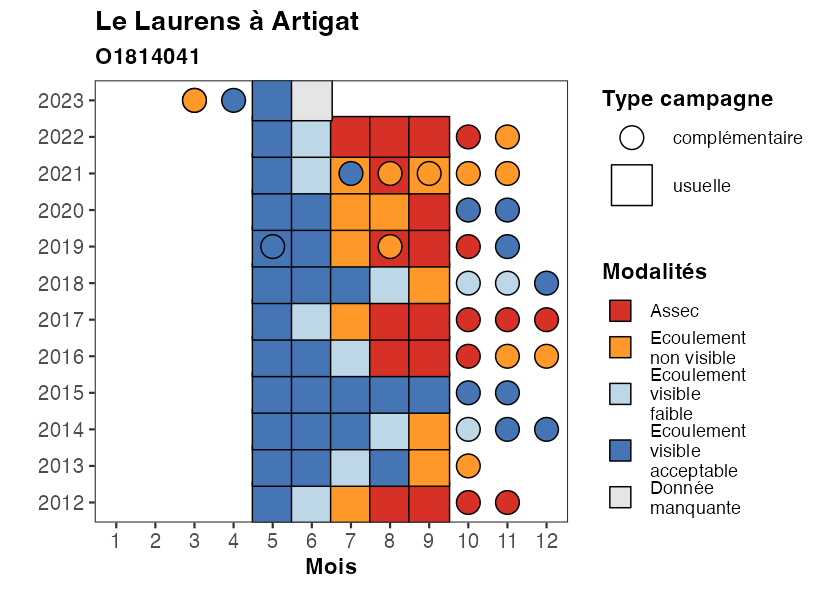 Le Laurens à Artigat
O1814041
2023
2022
2021
2020
2019
2018
2017
2016
2015
2014
2013
2012
1 2 3 4 5 6 7 8 9 10 11 12
Mois
Type campagne
complémentaire
usuelle
Modalités
Assec
Ecoulement
non visible
Ecoulement
visible
faible
Ecoulement
visible
acceptable
Donnée
manquante